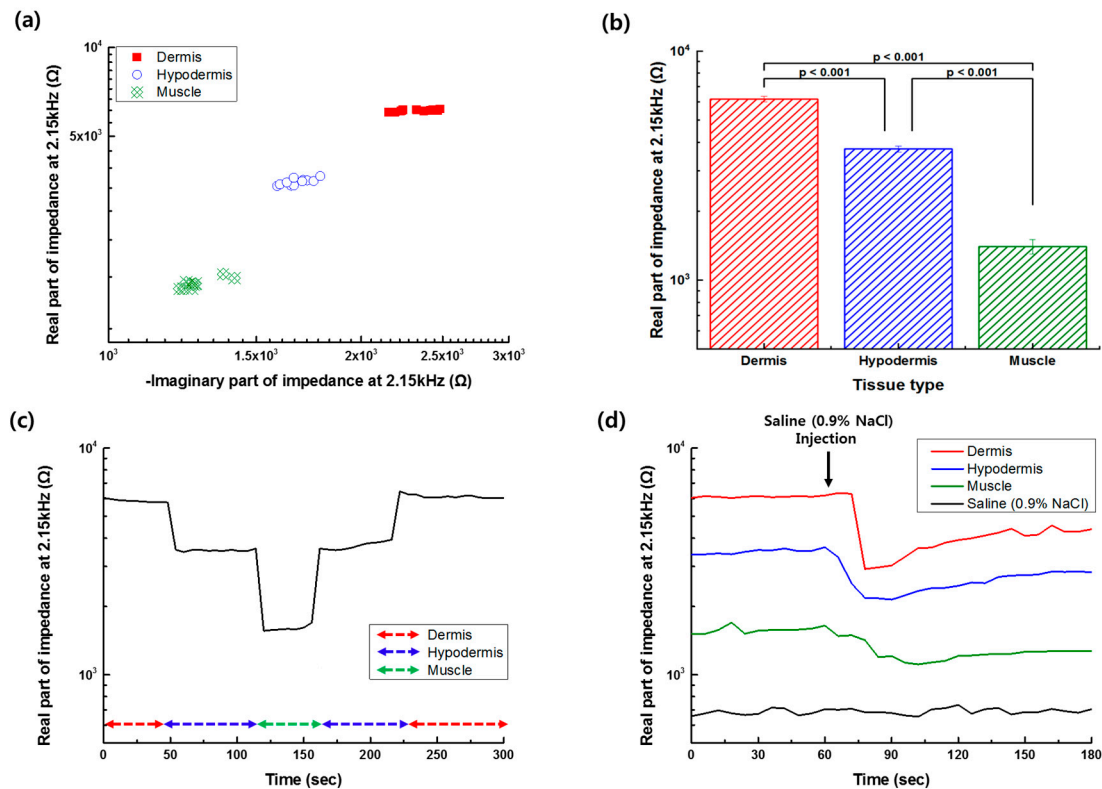 (a)
Real part of impedance at 2.15kHz (Ω)
10⁴
5x10³
Dermis
Hypodermis
Muscle
10³ 1.5x10³ 2x10³ 2.5x10³ 3x10³
-Imaginary part of impedance at 2.15kHz (Ω)
(b)
Real part of impedance at 2.15kHz (Ω)
10⁴
10³
p < 0.001
p < 0.001 p < 0.001
Dermis Hypodermis Muscle
Tissue type
(c)
Real part of impedance at 2.15kHz (Ω)
10⁴
10³
Dermis
Hypodermis
Muscle
0 50 100 150 200 250 300
Time (sec)
(d)
Saline (0.9% NaCl)
Injection
Real part of impedance at 2.15kHz (Ω)
10⁴
10³
Dermis
Hypodermis
Muscle
Saline (0.9% NaCl)
0 30 60 90 120 150 180
Time (sec)